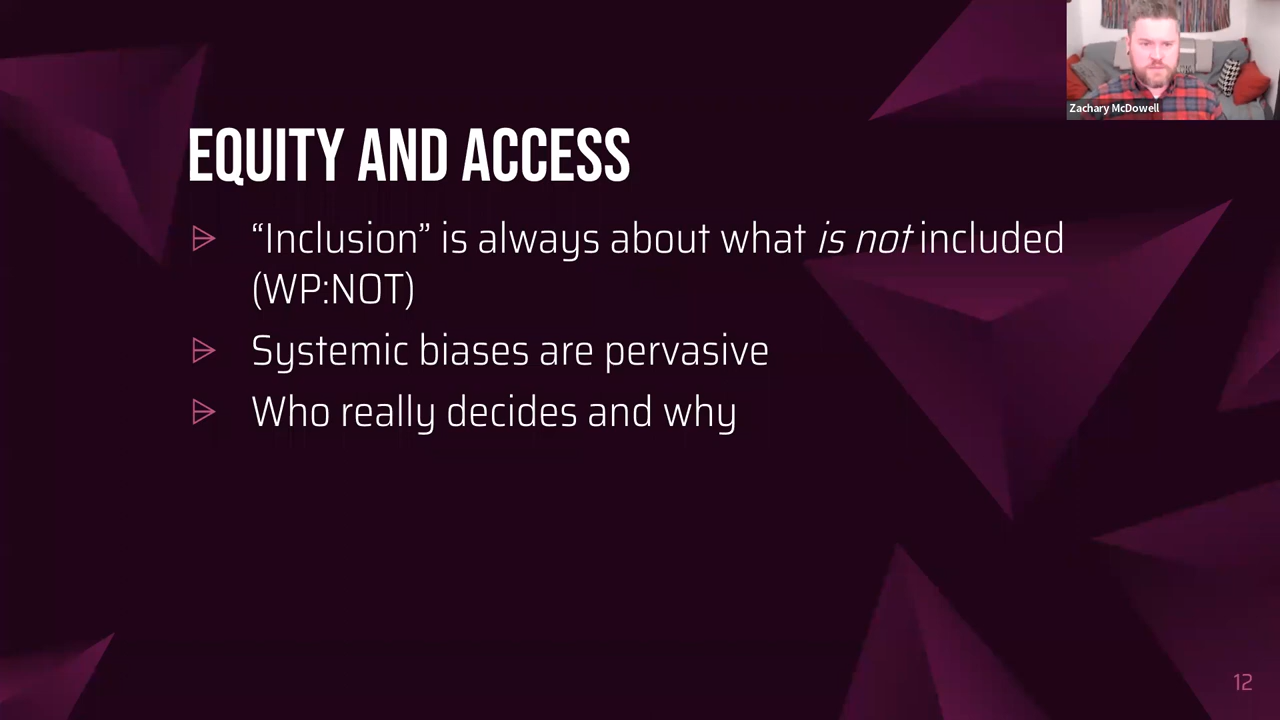 Zachary McDowell
EQUITY AND ACCESS
“Inclusion” is always about what is not included
(WP:NOT)
Systemic biases are pervasive
Who really decides and why
12